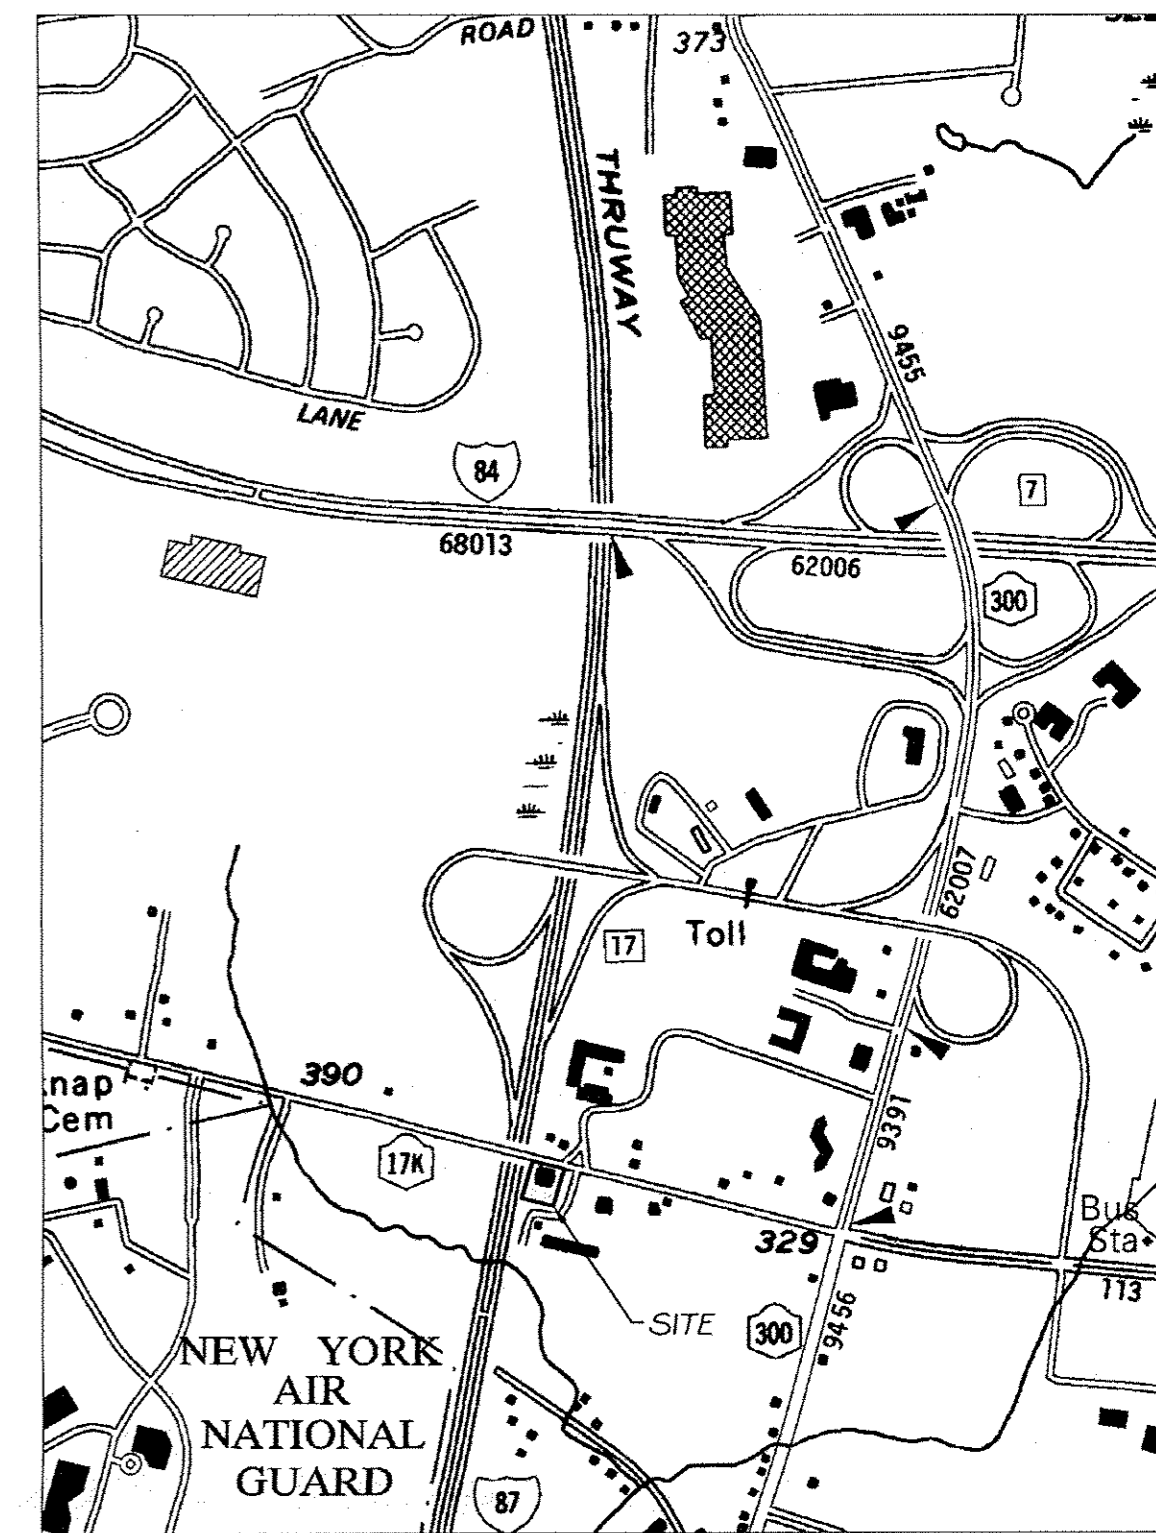 ROAD
373
THRUWAY
9455
LANE
84
7
68013
62006
300
62007
Toll
17
390
Cem
17K
9391
329
Bus
Sta
113
SITE
300
9456
NEW YORK
AIR
NATIONAL
GUARD
87